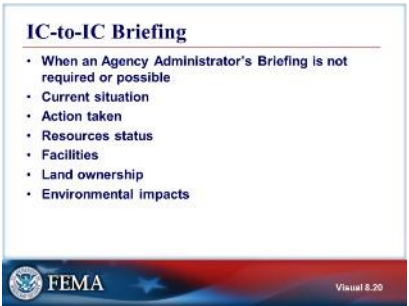 IC-to-IC Briefing
• When an Agency Administrator's Briefing is not
required or possible
• Current situation
• Action taken
• Resources status
• Facilities
• Land ownership
• Environmental impacts
FEMA
Visual 8.20